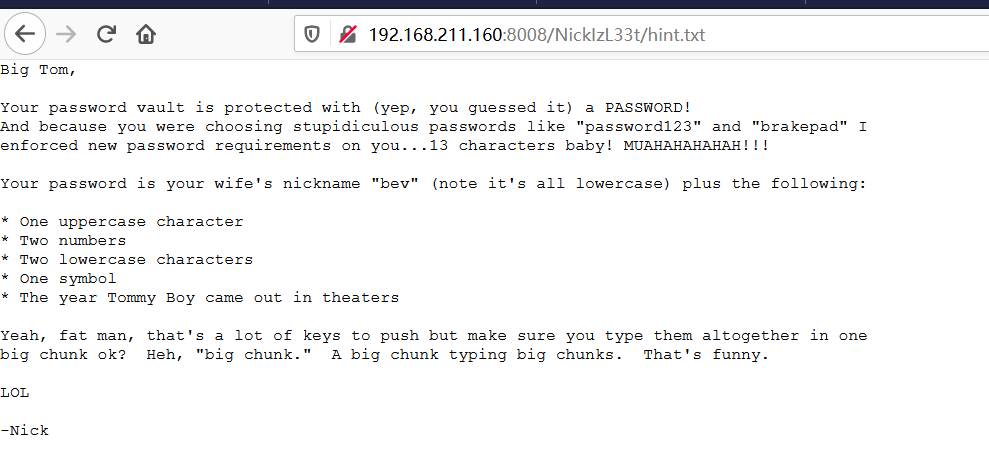 192.168.211.160:8008/NickIzL33t/hint.txt
Big Tom,
Your password vault is protected with (yep, you guessed it) a PASSWORD!
And because you were choosing stupidiculous passwords like "password123" and "brakepad" I
enforced new password requirements on you...13 characters baby! MUAHAHAHAHAH!!!
Your password is your wife's nickname "bev" (note it's all lowercase) plus the following:
* One uppercase character
* Two numbers
* Two lowercase characters
* One symbol
* The year Tommy Boy came out in theaters
Yeah, fat man, that's a lot of keys to push but make sure you type them altogether in one
big chunk ok?  Heh, "big chunk."  A big chunk typing big chunks.  That's funny.
LOL
-Nick